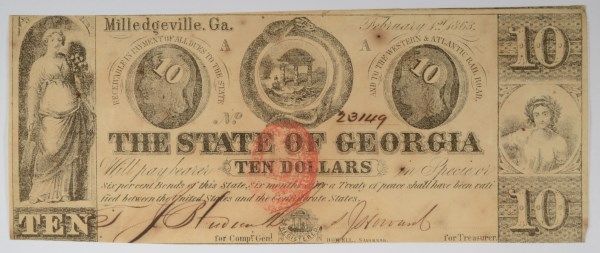 Milledgeville, Ga.
February 1st 1863.
10
A
A
RECEIVABLE IN PAYMENT OF ALL DUES TO THE STATE
AND TO THE WESTERN & ATLANTIC RAIL ROAD.
10
10
No
23149
THE STATE OF GEORGIA
Will pay bearer TEN DOLLARS in Specie or
Six per cent Bonds of this State, six months after a Treaty of peace shall have been rati
fied between the United States and the Confederate States.
TEN
10
for Compt Genl
REGISTERED
HOWELL, SAVANNAH.
for Treasurer